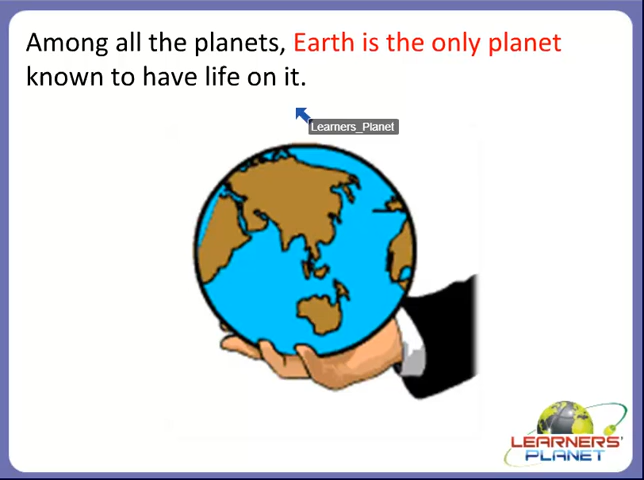 Among all the planets, Earth is the only planet
known to have life on it.
Learners_Planet
LEARNERS'
PLANET